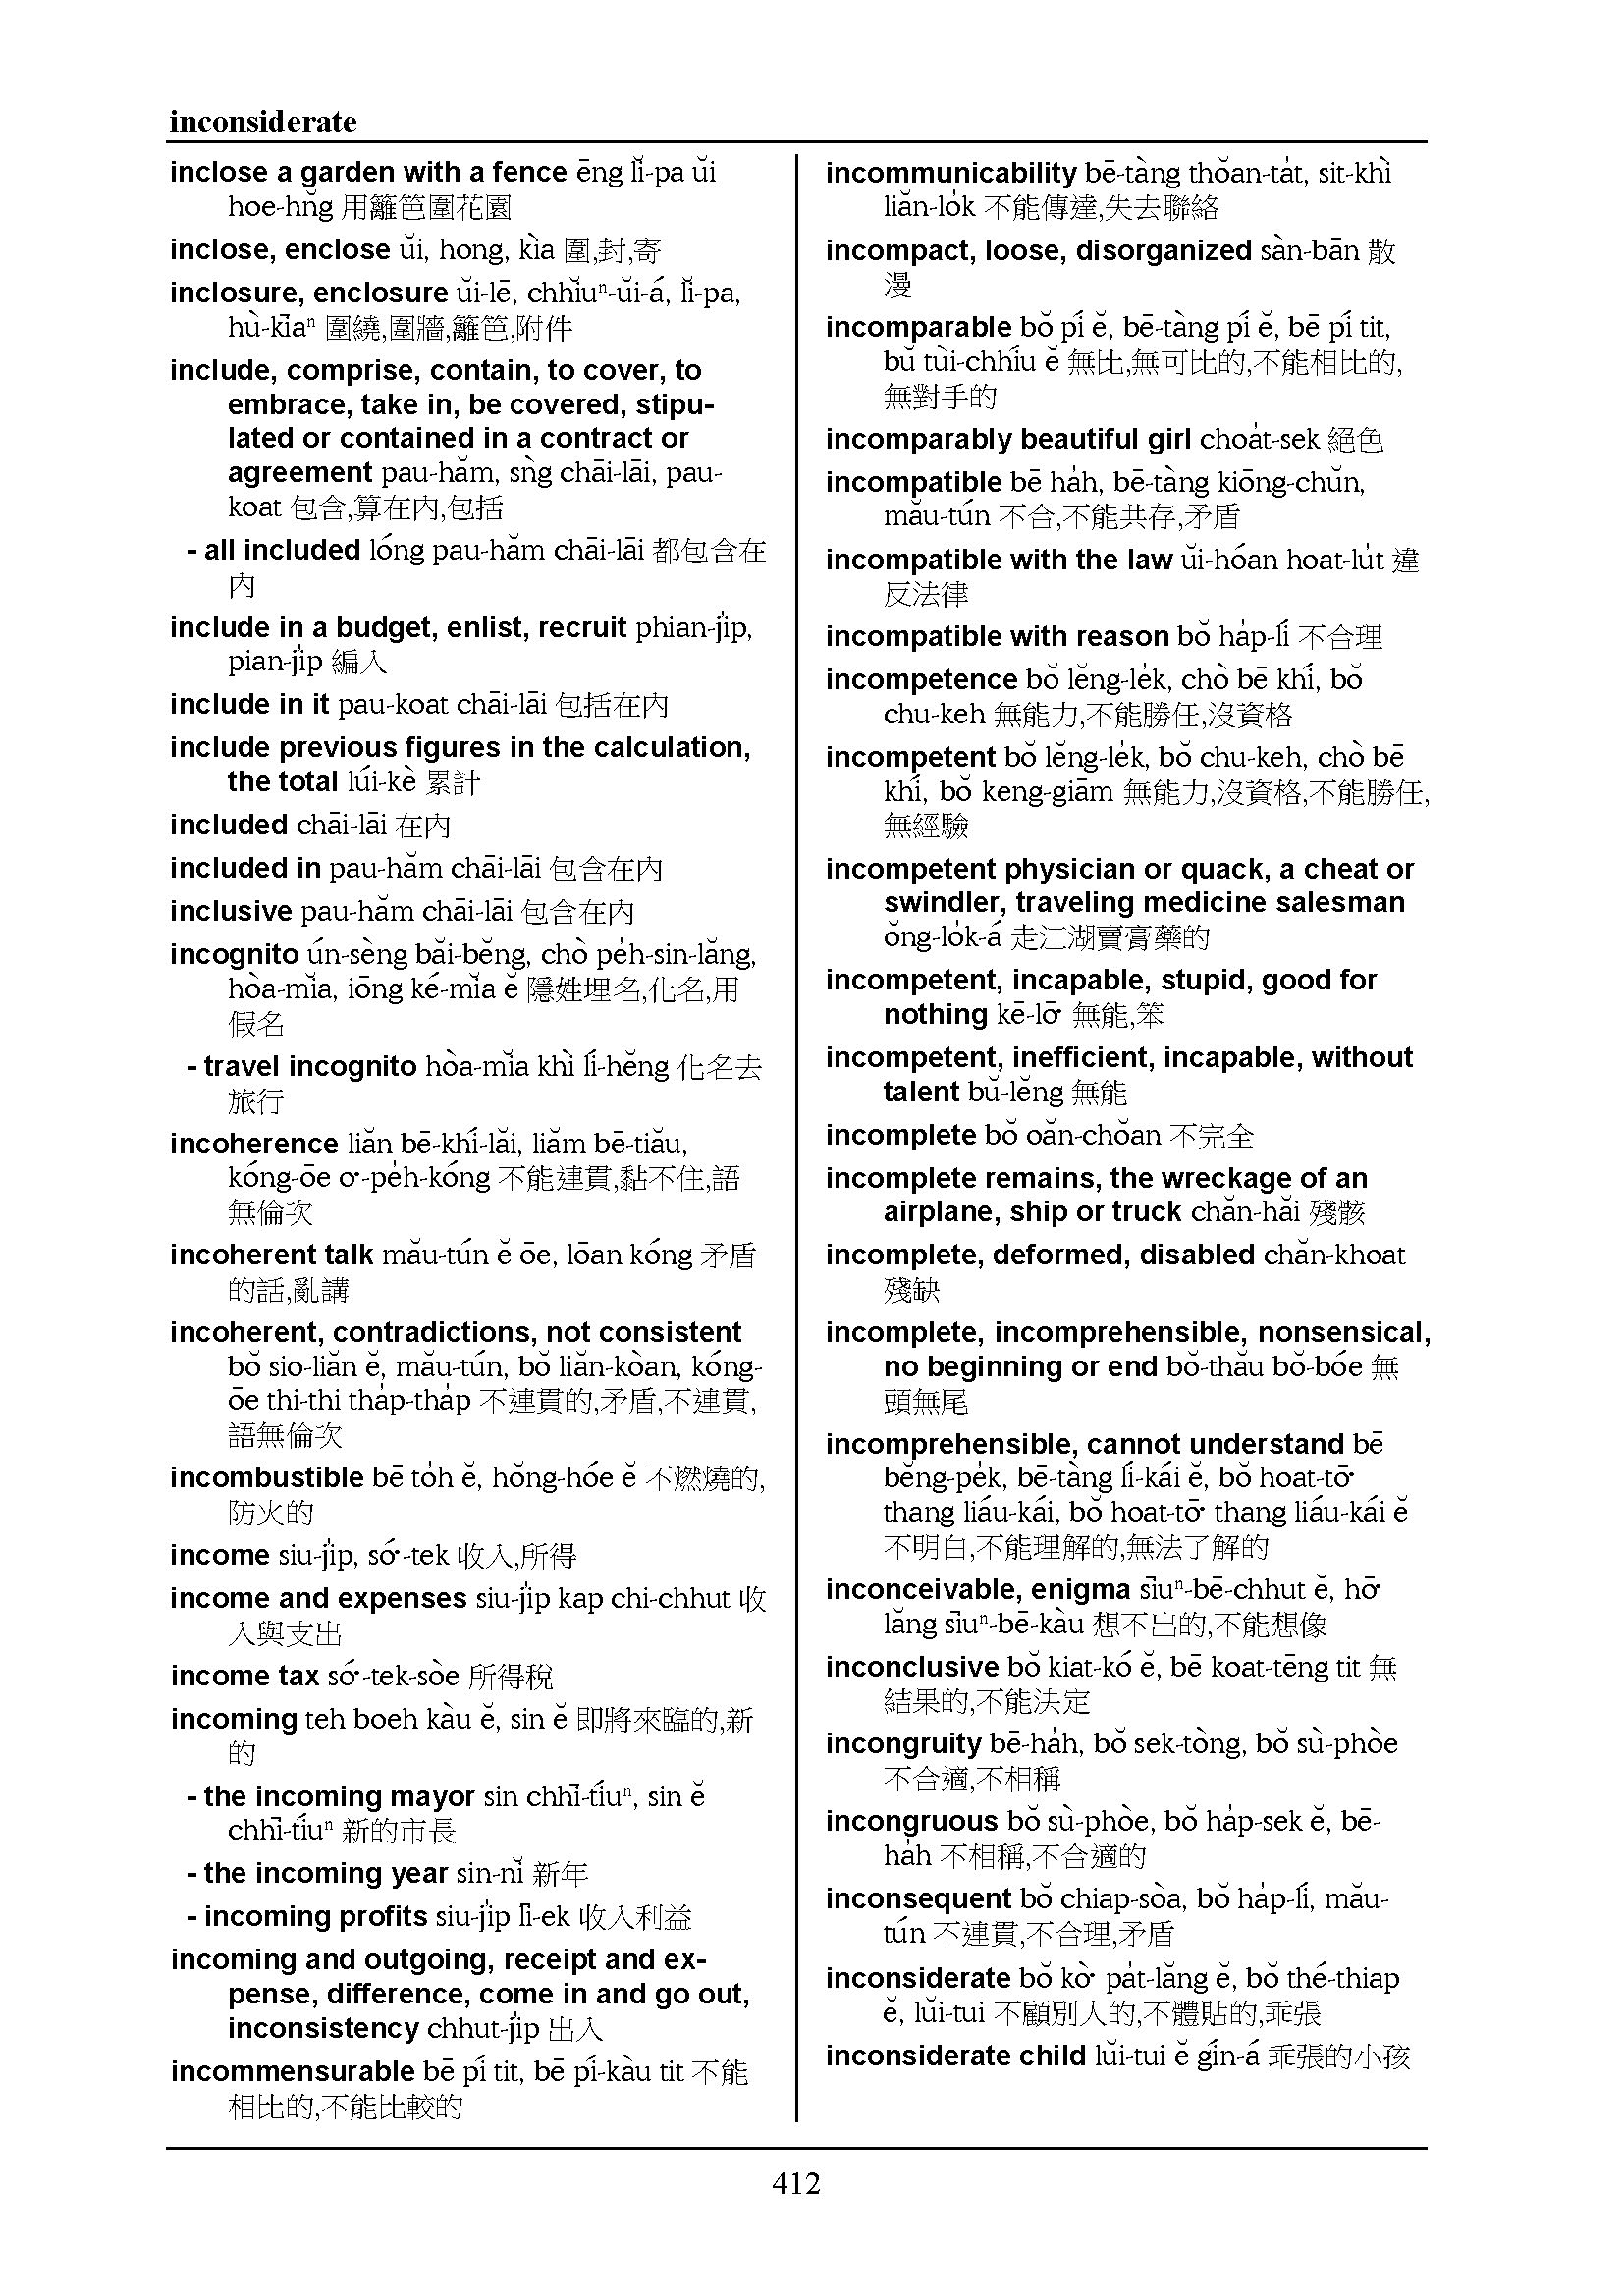 inconsiderate
inclose a garden with a fence ēng lĭ-pa ŭi
hoe-hn̆g 用籬笆圍花園
inclose, enclose ŭi, hong, kìa 圍,封,寄
inclosure, enclosure ŭi-lē, chhĭuⁿ-ŭi-á, lĭ-pa,
hù-kīaⁿ 圍繞,圍牆,籬笆,附件
include, comprise, contain, to cover, to
embrace, take in, be covered, stipu-
lated or contained in a contract or
agreement pau-hăm, sǹg chāi-lāi, pau-
koat 包含,算在內,包括
- all included lóng pau-hăm chāi-lāi 都包含在
內
include in a budget, enlist, recruit phian-ji̍p,
pian-ji̍p 編入
include in it pau-koat chāi-lāi 包括在內
include previous figures in the calculation,
the total lúi-kè 累計
included chāi-lāi 在內
included in pau-hăm chāi-lāi 包含在內
inclusive pau-hăm chāi-lāi 包含在內
incognito ún-sèng băi-bĕng, chò pe̍h-sin-lăng,
hòa-mĭa, iōng ké-mĭa ĕ 隱姓埋名,化名,用
假名
- travel incognito hòa-mĭa khì lí-hĕng 化名去
旅行
incoherence liăn bē-khí-lăi, liăm bē-tiău,
kóng-ōe o͘-pe̍h-kóng 不能連貫,黏不住,語
無倫次
incoherent talk mău-tún ĕ ōe, lōan kóng 矛盾
的話,亂講
incoherent, contradictions, not consistent
bŏ sio-liăn ĕ, mău-tún, bŏ liăn-kòan, kóng-
ōe thi-thi tha̍p-tha̍p 不連貫的,矛盾,不連貫,
語無倫次
incombustible bē to̍h ĕ, hŏng-hóe ĕ 不燃燒的,
防火的
income siu-ji̍p, só͘-tek 收入,所得
income and expenses siu-ji̍p kap chi-chhut 收
入與支出
income tax só͘-tek-sòe 所得稅
incoming teh boeh kàu ĕ, sin ĕ 即將來臨的,新
的
- the incoming mayor sin chhī-tíuⁿ, sin ĕ
chhī-tíuⁿ 新的市長
- the incoming year sin-nĭ 新年
- incoming profits siu-ji̍p lī-ek 收入利益
incoming and outgoing, receipt and ex-
pense, difference, come in and go out,
inconsistency chhut-ji̍p 出入
incommensurable bē pí tit, bē pí-kàu tit 不能
相比的,不能比較的
incommunicability bē-tàng thŏan-ta̍t, sit-khì
liăn-lo̍k 不能傳達,失去聯絡
incompact, loose, disorganized sàn-bān 散
漫
incomparable bŏ pí ĕ, bē-tàng pí ĕ, bē pí tit,
bŭ tùi-chhíu ĕ 無比,無可比的,不能相比的,
無對手的
incomparably beautiful girl choa̍t-sek 絕色
incompatible bē ha̍h, bē-tàng kiōng-chŭn,
mău-tún 不合,不能共存,矛盾
incompatible with the law ŭi-hóan hoat-lu̍t 違
反法律
incompatible with reason bŏ ha̍p-lí 不合理
incompetence bŏ lĕng-le̍k, chò bē khí, bŏ
chu-keh 無能力,不能勝任,沒資格
incompetent bŏ lĕng-le̍k, bŏ chu-keh, chò bē
khí, bŏ keng-giām 無能力,沒資格,不能勝任,
無經驗
incompetent physician or quack, a cheat or
swindler, traveling medicine salesman
ŏng-lo̍k-á 走江湖賣膏藥的
incompetent, incapable, stupid, good for
nothing kē-lō͘ 無能,笨
incompetent, inefficient, incapable, without
talent bŭ-lĕng 無能
incomplete bŏ oăn-chŏan 不完全
incomplete remains, the wreckage of an
airplane, ship or truck chăn-hăi 殘骸
incomplete, deformed, disabled chăn-khoat
殘缺
incomplete, incomprehensible, nonsensical,
no beginning or end bŏ-thău bŏ-bóe 無
頭無尾
incomprehensible, cannot understand bē
bĕng-pe̍k, bē-tàng lí-kái ĕ, bŏ hoat-tō͘
thang liáu-kái, bŏ hoat-tō͘ thang liáu-kái ĕ
不明白,不能理解的,無法了解的
inconceivable, enigma sīuⁿ-bē-chhut ĕ, hō͘
lăng sīuⁿ-bē-kàu 想不出的,不能想像
inconclusive bŏ kiat-kó ĕ, bē koat-tēng tit 無
結果的,不能決定
incongruity bē-ha̍h, bŏ sek-tòng, bŏ sù-phòe
不合適,不相稱
incongruous bŏ sù-phòe, bŏ ha̍p-sek ĕ, bē-
ha̍h 不相稱,不合適的
inconsequent bŏ chiap-sòa, bŏ ha̍p-lí, mău-
tún 不連貫,不合理,矛盾
inconsiderate bŏ kò͘ pa̍t-lăng ĕ, bŏ thé-thiap
ĕ, lŭi-tui 不顧別人的,不體貼的,乖張
inconsiderate child lŭi-tui ĕ gín-á 乖張的小孩
412